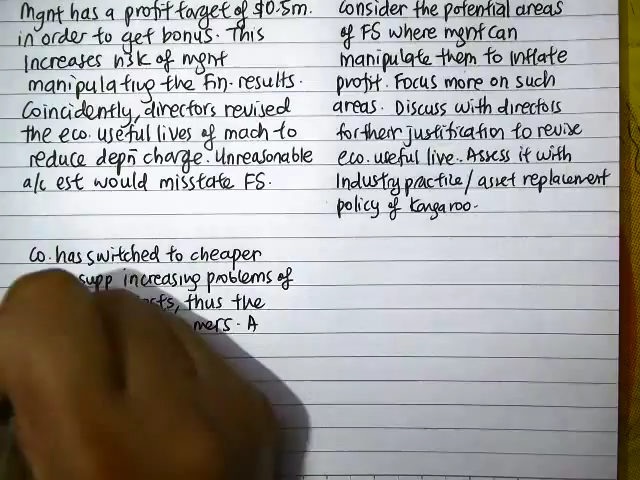 Mgnt has a profit target of $0.5m.
in order to get bonus. This
increases risk of mgnt
manipulating the fin. results.
Coincidently, directors revised
the eco. useful lives of mach to
reduce depn charge. Unreasonable
a/c est would misstate FS.
Consider the potential areas
of FS where mgnt can
manipulate them to inflate
profit. Focus more on such
areas. Discuss with directors
for their justification to revise
eco. useful live. Assess it with
Industry practice/ asset replacement
policy of Kangaroo.
Co. has switched to cheaper
supp increasing problems of
thus the
mers. A